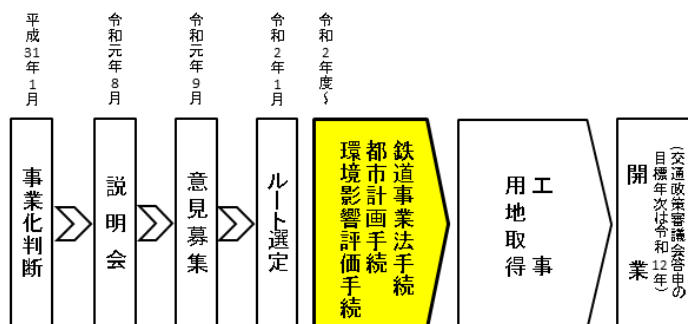 平成31年1月
令和元年8月
令和元年9月
令和2年1月
令和2年度～
事業化判断
説明会
意見募集
ルート選定
鉄道事業法手続
都市計画手続
環境影響評価手続
工事
用地取得
開業
(交通政策審議会答申の
目標年次は令和12年)